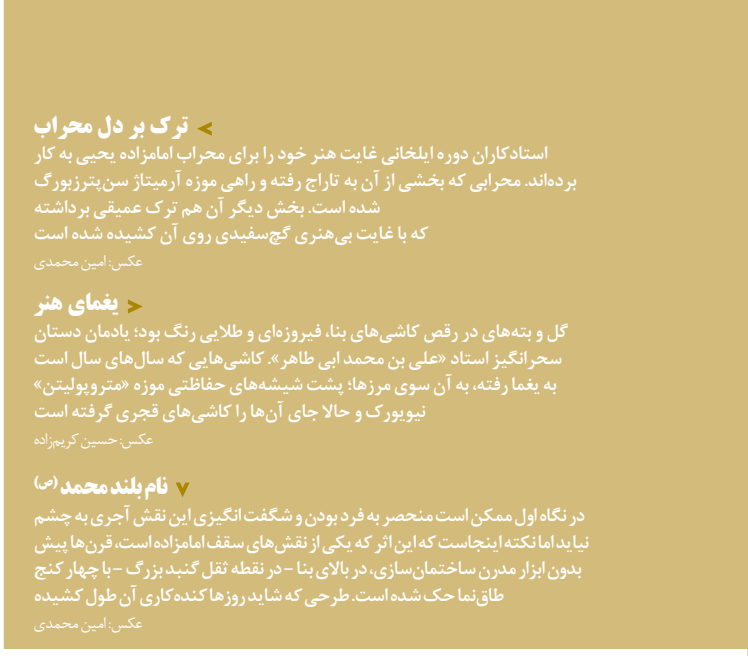 > ترک بر دل محراب
استادکاران دوره ایلخانی غایت هنر خود را برای محراب امامزاده یحیی به کار
برده‌اند. محرابی که بخشی از آن به تاراج رفته و راهی موزه آرمیتاژ سن‌پترزبورگ
شده است. بخش دیگر آن هم ترک عمیقی برداشته
که با غایت بی‌هنری گچ‌سفیدی روی آن کشیده شده است
عکس: امین محمدی
< یغمای هنر
گل و بته‌های در رقص کاشی‌های بنا، فیروزه‌ای و طلایی رنگ بود؛ یادمان دستان
سحرانگیز استاد «علی بن محمد ابی طاهر». کاشی‌هایی که سال‌های سال است
به یغما رفته، به آن سوی مرزها؛ پشت شیشه‌های حفاظتی موزه «متروپولیتن»
نیویورک و حالا جای آن‌ها را کاشی‌های قجری گرفته است
عکس: حسین کریم‌زاده
٧ نام بلند محمد (ص)
در نگاه اول ممکن است منحصر به فرد بودن و شگفت‌انگیزی این نقش آجری به چشم
نیاید اما نکته اینجاست که این اثر که یکی از نقش‌های سقف امامزاده است، قرن‌ها پیش
بدون ابزار مدرن ساختمان‌سازی، در بالای بنا – در نقطه ثقل گنبد بزرگ – با چهار کنج
طاق‌نما حک شده است. طرحی که شاید روزها کنده‌کاری آن طول کشیده
عکس: امین محمدی